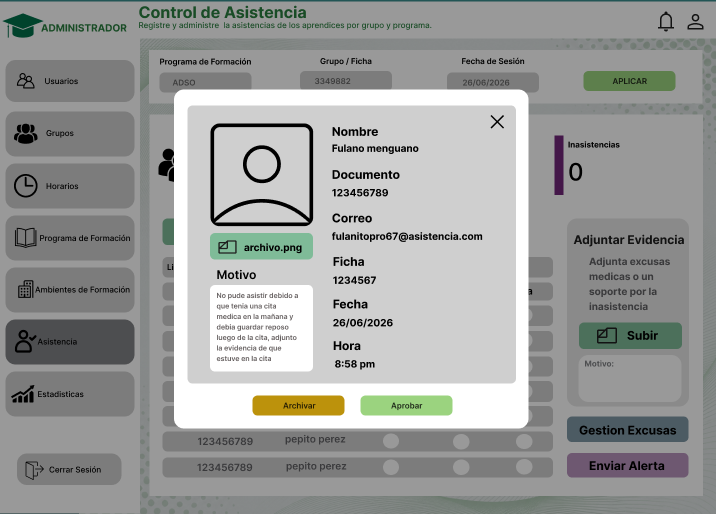 ADMINISTRADOR
Control de Asistencia
Registre y administre la asistencias de los aprendices por grupo y programa.
Usuarios
Grupos
Horarios
Programa de Formación
Ambientes de Formación
Asistencia
Estadisticas
Cerrar Sesión
Programa de Formación
Grupo / Ficha
Fecha de Sesión
ADSO
3349882
26/06/2026
APLICAR
Nombre
Fulano menguano
Documento
123456789
Correo
fulanitopro67@asistencia.com
Ficha
1234567
Fecha
26/06/2026
Hora
8:58 pm
archivo.png
Motivo
No pude asistir debido a
que tenia una cita
medica en la mañana y
debia guardar reposo
luego de la cita, adjunto
la evidencia de que
estuve en la cita
Archivar
Aprobar
Inasistencias
0
Adjuntar Evidencia
Adjunta excusas
medicas o un
soporte por la
inasistencia
Subir
Motivo:
Gestion Excusas
Enviar Alerta
123456789 pepito perez
123456789 pepito perez